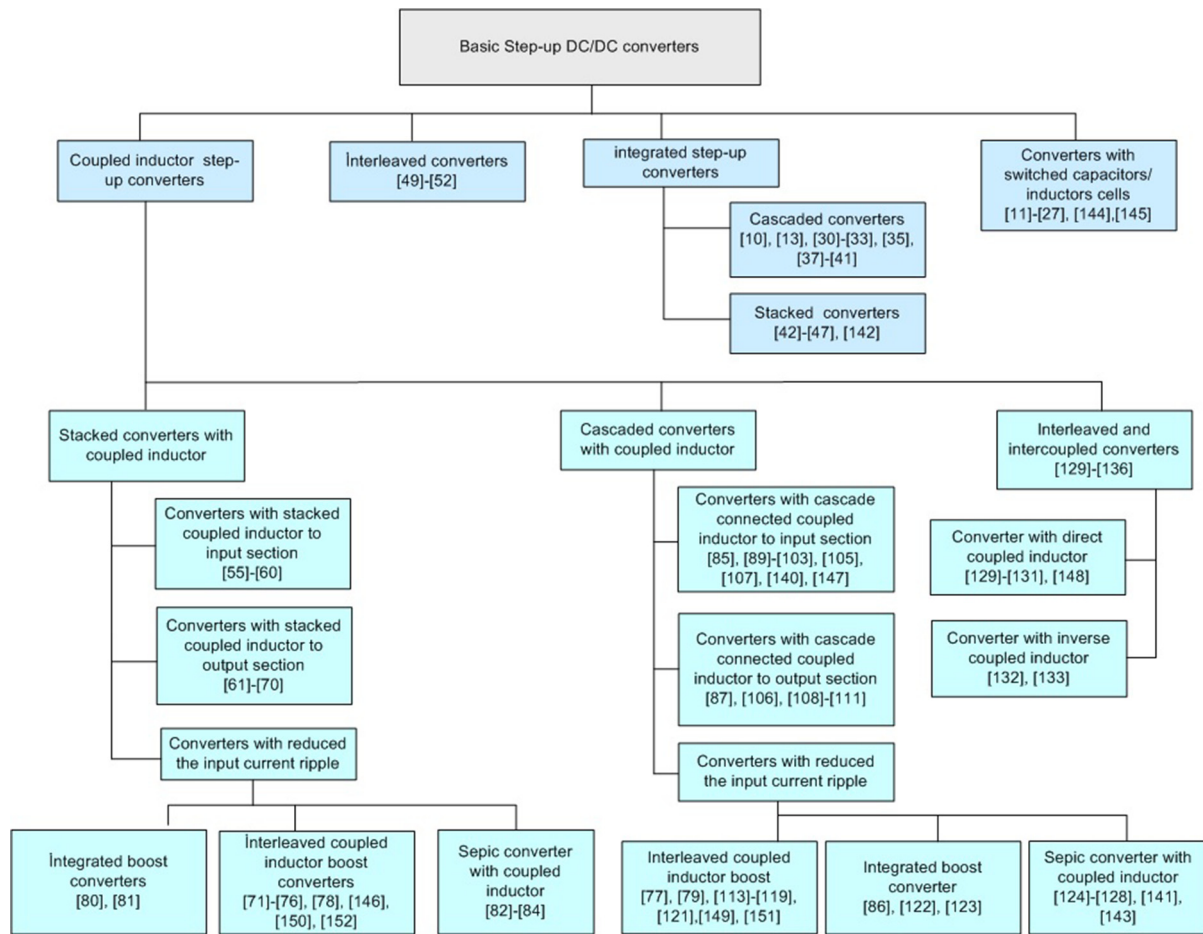 Basic Step-up DC/DC converters
Coupled inductor step-
up converters
İnterleaved converters
[49]-[52]
integrated step-up
converters
Converters with
switched capacitors/
inductors cells
[11]-[27], [144],[145]
Cascaded converters
[10], [13], [30]-[33], [35],
[37]-[41]
Stacked converters
[42]-[47], [142]
Stacked converters with
coupled inductor
Cascaded converters
with coupled inductor
Interleaved and
intercoupled converters
[129]-[136]
Converters with stacked
coupled inductor to
input section
[55]-[60]
Converters with stacked
coupled inductor to
output section
[61]-[70]
Converters with reduced
the input current ripple
Converters with cascade
connected coupled
inductor to input section
[85], [89]-[103], [105],
[107], [140], [147]
Converters with cascade
connected coupled
inductor to output section
[87], [106], [108]-[111]
Converters with reduced
the input current ripple
Converter with direct
coupled inductor
[129]-[131], [148]
Converter with inverse
coupled inductor
[132], [133]
İntegrated boost
converters
[80], [81]
İnterleaved coupled
inductor boost
converters
[71]-[76], [78], [146],
[150], [152]
Sepic converter
with coupled
inductor
[82]-[84]
Interleaved coupled
inductor boost
[77], [79], [113]-[119],
[121],[149], [151]
Integrated boost
converter
[86], [122], [123]
Sepic converter with
coupled inductor
[124]-[128], [141],
[143]